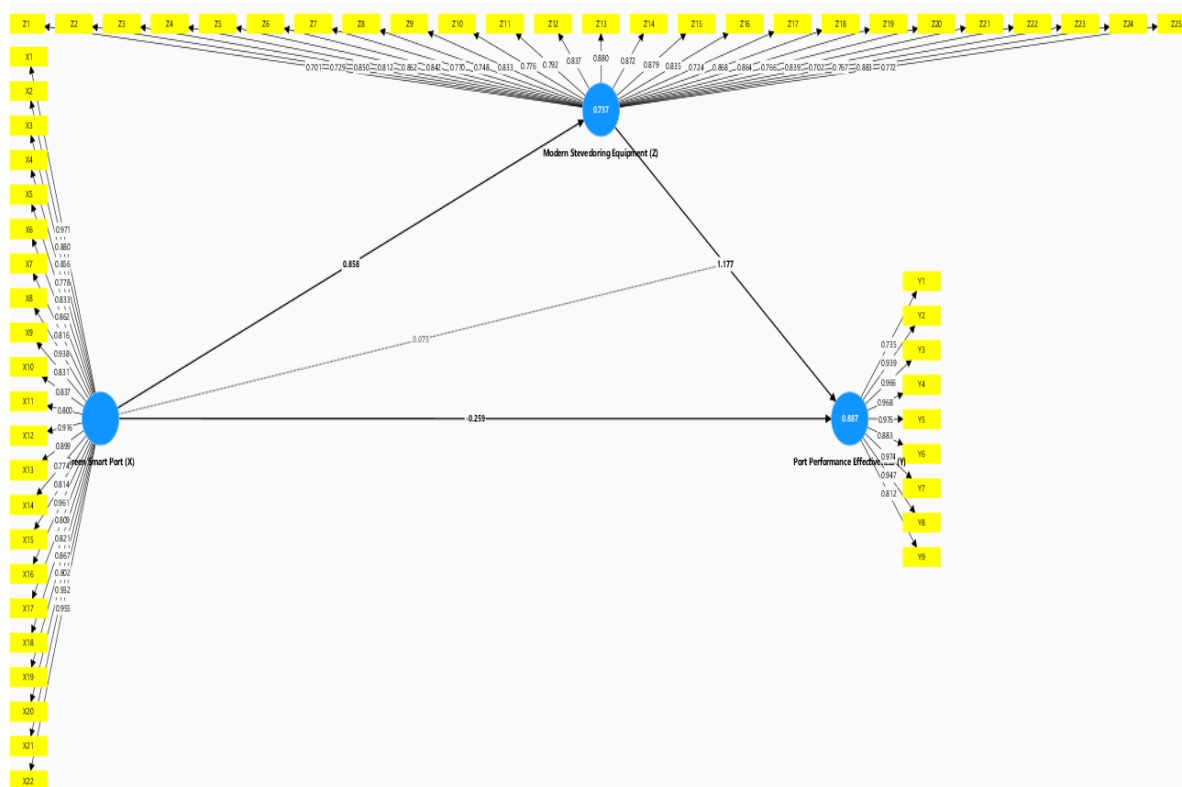 Z1 Z2 Z3 Z4 Z5 Z6 Z7 Z8 Z9 Z10 Z11 Z12 Z13 Z14 Z15 Z16 Z17 Z18 Z19 Z20 Z21 Z22 Z23 Z24 Z25
0.701 0.729 0.850 0.812 0.862 0.842 0.770 0.748 0.833 0.776 0.792 0.837 0.880 0.872 0.879 0.835 0.724 0.868 0.864 0.766 0.839 0.702 0.767 0.883 0.772
0.737
Modern Stevedoring Equipment (Z)
X1
X2
X3
X4
X5
X6
X7
X8
X9
X10
X11
X12
X13
X14
X15
X16
X17
X18
X19
X20
X21
X22
0.971
0.880
0.856
0.778
0.833
0.862
0.816
0.938
0.831
0.837
0.800
0.916
0.899
0.774
0.814
0.961
0.809
0.821
0.867
0.802
0.932
0.955
reen Smart Port (X)
0.858
1.177
0.075
-0.259
0.887
Port Performance Effective (Y)
Y1
Y2
Y3
Y4
Y5
Y6
Y7
Y8
Y9
0.735
0.939
0.966
0.968
0.976
0.883
0.974
0.947
0.812